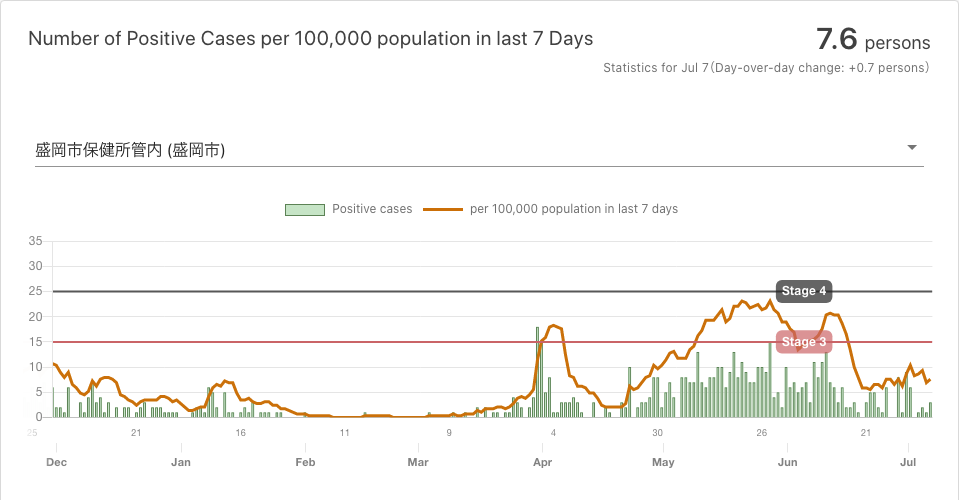 Number of Positive Cases per 100,000 population in last 7 Days
7.6 persons
Statistics for Jul 7(Day-over-day change: +0.7 persons)
盛岡市保健所管内 (盛岡市)
Positive cases
per 100,000 population in last 7 days
35
30
25
20
15
10
5
0
Stage 4
Stage 3
25 21 16 11 9 4 30 26 21
Dec Jan Feb Mar Apr May Jun Jul